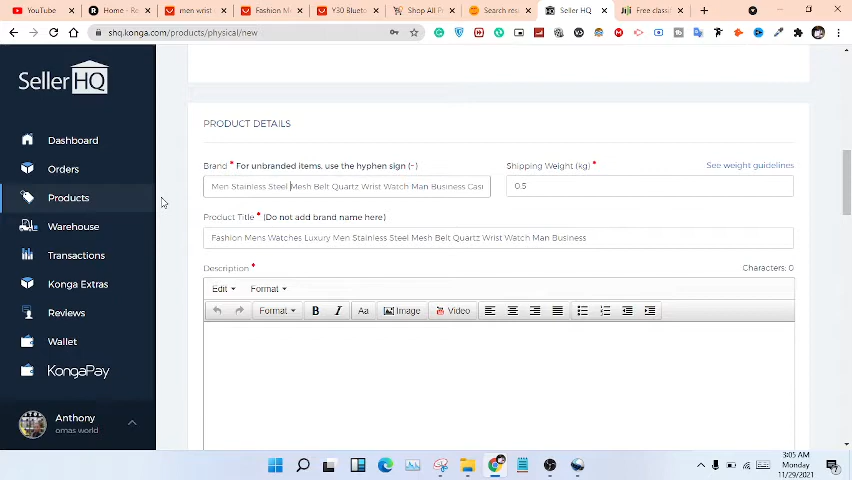 YouTube
Home - Re
men wrist
Fashion M
Y30 Blueto
Shop All P
Search res
Seller HQ
Free classif
shq.konga.com/products/physical/new
SellerHQ
Dashboard
Orders
Products
Warehouse
Transactions
Konga Extras
Reviews
Wallet
KongaPay
Anthony
omas world
PRODUCT DETAILS
Brand * For unbranded items, use the hyphen sign (-)
Shipping Weight (kg) *
See weight guidelines
Men Stainless Steel Mesh Belt Quartz Wrist Watch Man Business Casu
0.5
Product Title * (Do not add brand name here)
Fashion Mens Watches Luxury Men Stainless Steel Mesh Belt Quartz Wrist Watch Man Business
Description *
Characters: 0
Edit Format
Format B I Aa Image Video
3:05 AM
Monday
11/29/2021